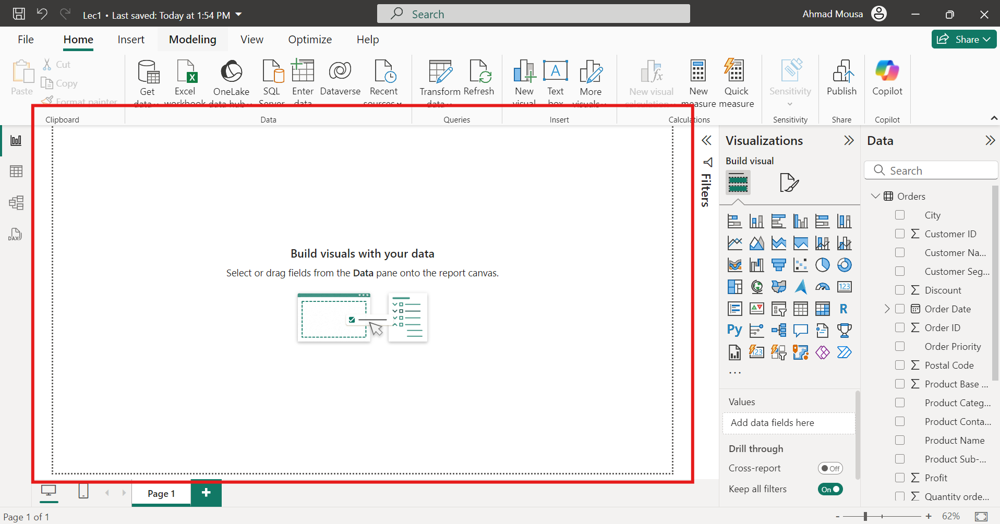 Lec1 • Last saved: Today at 1:54 PM
Search
Ahmad Mousa
File Home Insert Modeling View Optimize Help
Share
Paste
Cut
Copy
Format painter
Get data
Excel workbook
OneLake data hub
SQL Server
Enter data
Dataverse
Recent sources
Transform data
Refresh
New visual
Text box
More visuals
New visual calculation
New measure
Quick measure
Sensitivity
Publish
Copilot
Clipboard Data Queries Insert Calculations Sensitivity Share Copilot
DAX
Build visuals with your data
Select or drag fields from the Data pane onto the report canvas.
Filters
Visualizations
Build visual
123
R
Py
123
...
Values
Add data fields here
Drill through
Cross-report
Off
Keep all filters
On
Data
Search
Orders
City
Customer ID
Customer Na...
Customer Seg...
Discount
Order Date
Order ID
Order Priority
Postal Code
Product Base ...
Product Categ...
Product Conta...
Product Name
Product Sub-...
Profit
Quantity orde...
Page 1
+
Page 1 of 1
- + 62%